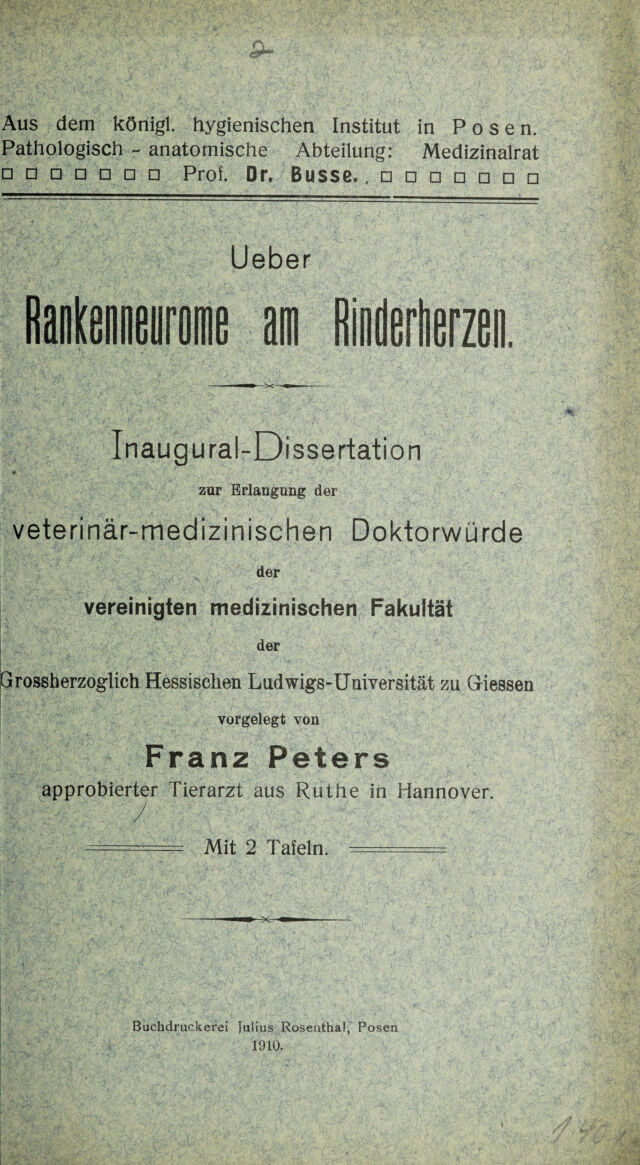 2
Aus dem königl. hygienischen Institut in Posen.
Pathologisch - anatomische Abteilung: Medizinalrat
□ □ □ □ □ □ □ Prof. Dr. Busse. . □ □ □ □ □ □ □
Ueber
Rankenneurome am Rinderherzen.
Inaugural-Dissertation
zur Erlangung der
veterinär-medizinischen Doktorwürde
der
vereinigten medizinischen Fakultät
der
Grossherzoglich Hessischen Ludwigs-Universität zu Giessen
vorgelegt von
Franz Peters
approbierter Tierarzt aus Ruthe in Hannover.
Mit 2 Tafeln.
Buchdruckerei Julius Rosenthal, Posen
1910.